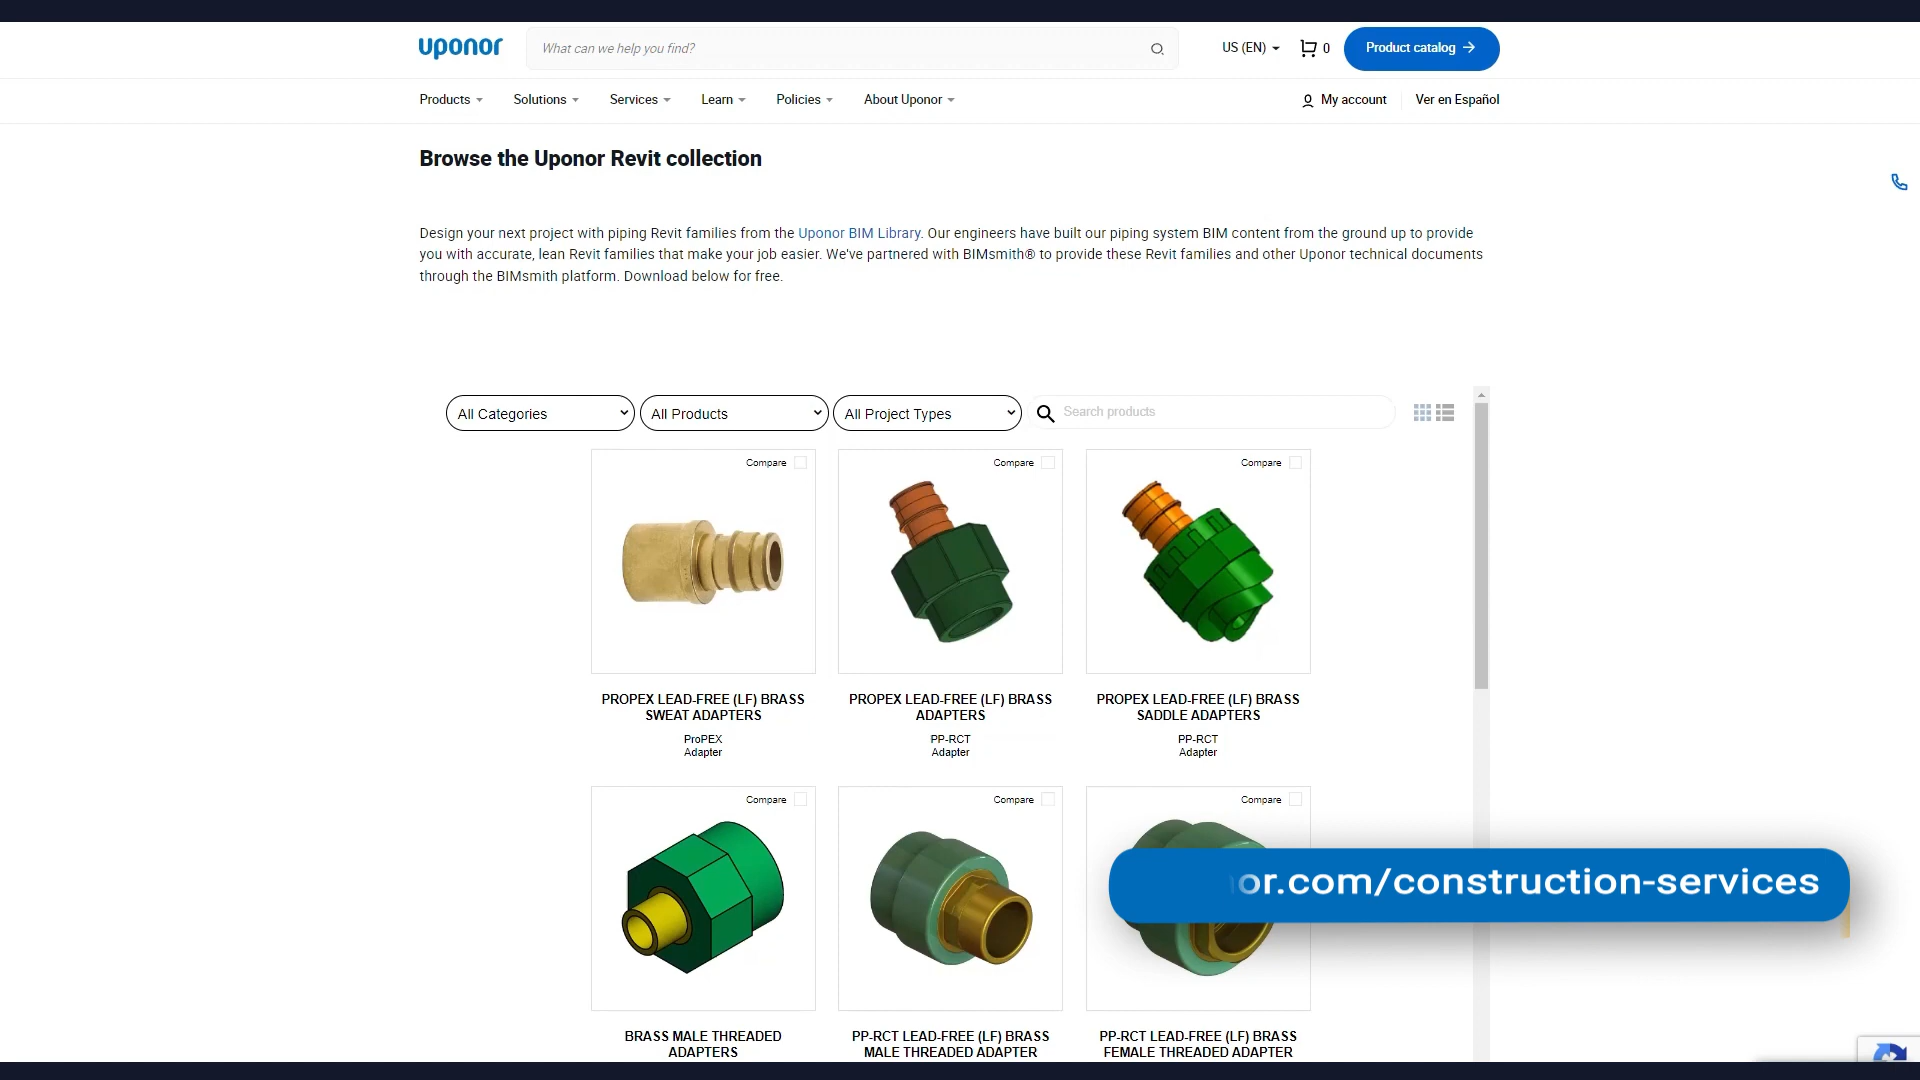 uponor
What can we help you find?
US (EN)
0
Product catalog
Products
Solutions
Services
Learn
Policies
About Uponor
My account
Ver en Español
Browse the Uponor Revit collection
Design your next project with piping Revit families from the Uponor BIM Library. Our engineers have built our piping system BIM content from the ground up to provide
you with accurate, lean Revit families that make your job easier. We've partnered with BIMsmith® to provide these Revit families and other Uponor technical documents
through the BIMsmith platform. Download below for free.
All Categories
All Products
All Project Types
Search products
Compare
Compare
Compare
PROPEX LEAD-FREE (LF) BRASS
SWEAT ADAPTERS
ProPEX
Adapter
PROPEX LEAD-FREE (LF) BRASS
ADAPTERS
PP-RCT
Adapter
PROPEX LEAD-FREE (LF) BRASS
SADDLE ADAPTERS
PP-RCT
Adapter
Compare
Compare
Compare
or.com/construction-services
BRASS MALE THREADED
ADAPTERS
PP-RCT LEAD-FREE (LF) BRASS
MALE THREADED ADAPTER
PP-RCT LEAD-FREE (LF) BRASS
FEMALE THREADED ADAPTER